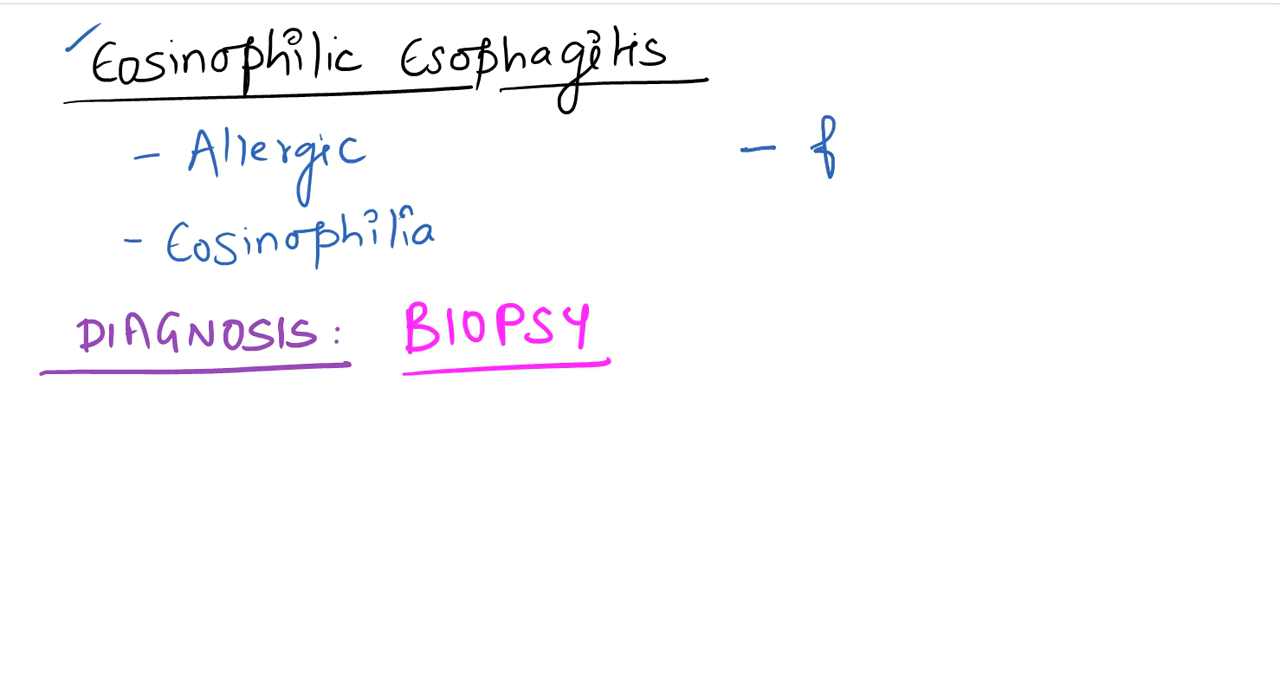 Eosinophilic Esophagitis
- Allergic
- f
- Eosinophilia
DIAGNOSIS: BIOPSY